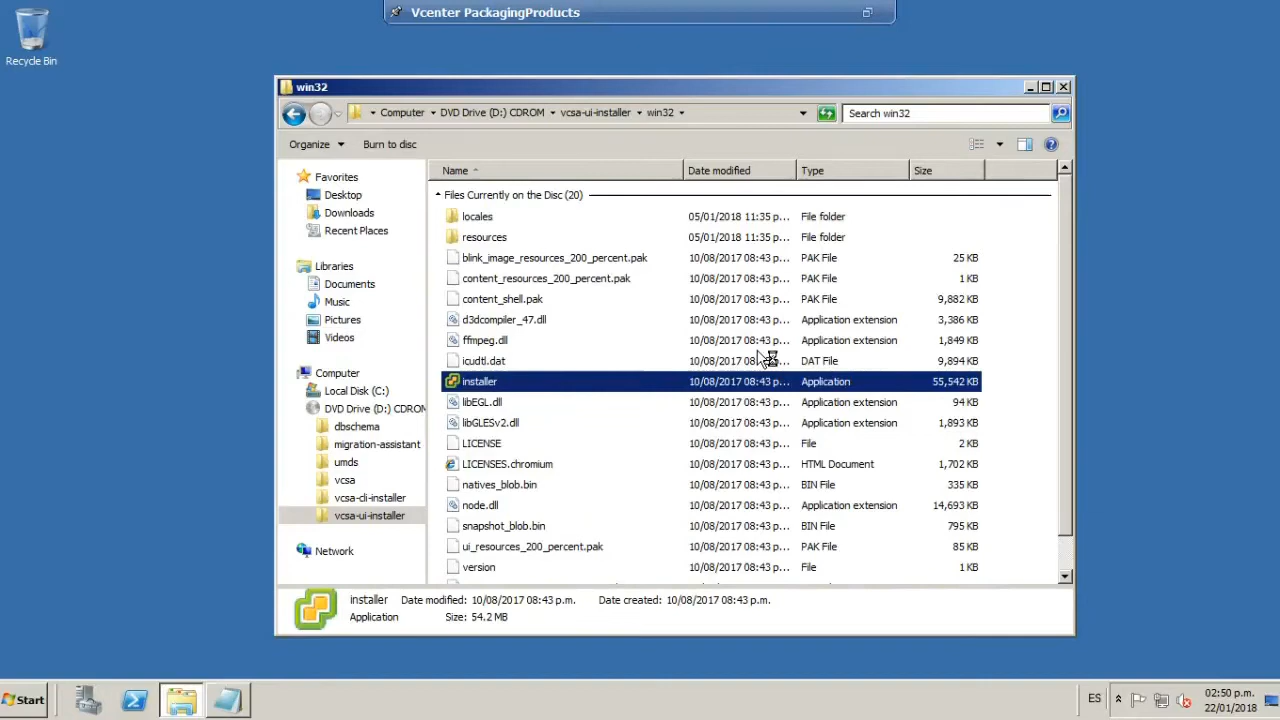 Vcenter PackagingProducts
Recycle Bin
win32
Computer DVD Drive (D:) CDROM vcsa-ui-installer win32
Search win32
Organize Burn to disc
Name Date modified Type Size
Favorites
Desktop
Downloads
Recent Places
Libraries
Documents
Music
Pictures
Videos
Computer
Local Disk (C:)
DVD Drive (D:) CDROM
dbschema
migration-assistant
umds
vcsa
vcsa-cli-installer
vcsa-ui-installer
Network
Files Currently on the Disc (20)
locales 05/01/2018 11:35 p... File folder
resources 05/01/2018 11:35 p... File folder
blink_image_resources_200_percent.pak 10/08/2017 08:43 p... PAK File 25 KB
content_resources_200_percent.pak 10/08/2017 08:43 p... PAK File 1 KB
content_shell.pak 10/08/2017 08:43 p... PAK File 9,882 KB
d3dcompiler_47.dll 10/08/2017 08:43 p... Application extension 3,386 KB
ffmpeg.dll 10/08/2017 08:43 p... Application extension 1,849 KB
icudtl.dat 10/08/2017 p... DAT File 9,894 KB
installer 10/08/2017 08:43 p... Application 55,542 KB
libEGL.dll 10/08/2017 08:43 p... Application extension 94 KB
libGLESv2.dll 10/08/2017 08:43 p... Application extension 1,893 KB
LICENSE 10/08/2017 08:43 p... File 2 KB
LICENSES.chromium 10/08/2017 08:43 p... HTML Document 1,702 KB
natives_blob.bin 10/08/2017 08:43 p... BIN File 335 KB
node.dll 10/08/2017 08:43 p... Application extension 14,693 KB
snapshot_blob.bin 10/08/2017 08:43 p... BIN File 795 KB
ui_resources_200_percent.pak 10/08/2017 08:43 p... PAK File 85 KB
version 10/08/2017 08:43 p... File 1 KB
installer Date modified: 10/08/2017 08:43 p.m. Date created: 10/08/2017 08:43 p.m.
Application Size: 54.2 MB
Start
ES
02:50 p.m.
22/01/2018